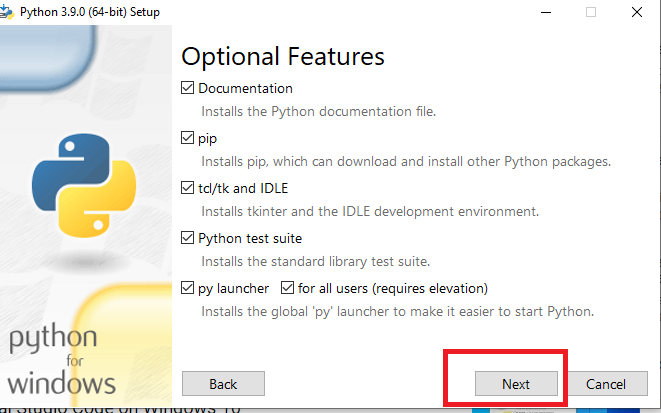 Python 3.9.0 (64-bit) Setup
Optional Features
Documentation
Installs the Python documentation file.
pip
Installs pip, which can download and install other Python packages.
tcl/tk and IDLE
Installs tkinter and the IDLE development environment.
Python test suite
Installs the standard library test suite.
py launcher for all users (requires elevation)
Installs the global 'py' launcher to make it easier to start Python.
python
for
windows
Back Next Cancel
al Studio Code on Windows 10